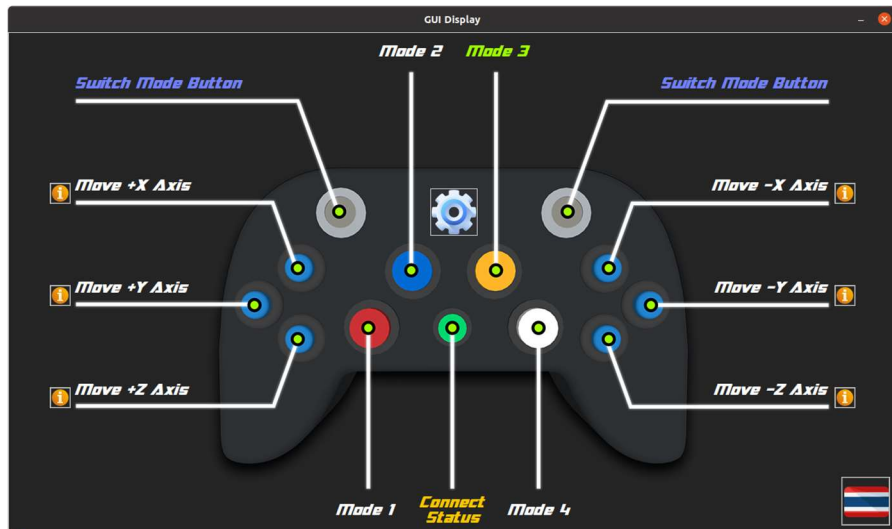 GUI Display
Mode 2
Mode 3
Switch Mode Button
Switch Mode Button
Move +X Axis
Move -X Axis
Move +Y Axis
Move -Y Axis
Move +Z Axis
Move -Z Axis
Mode 1
Connect
Status
Mode 4